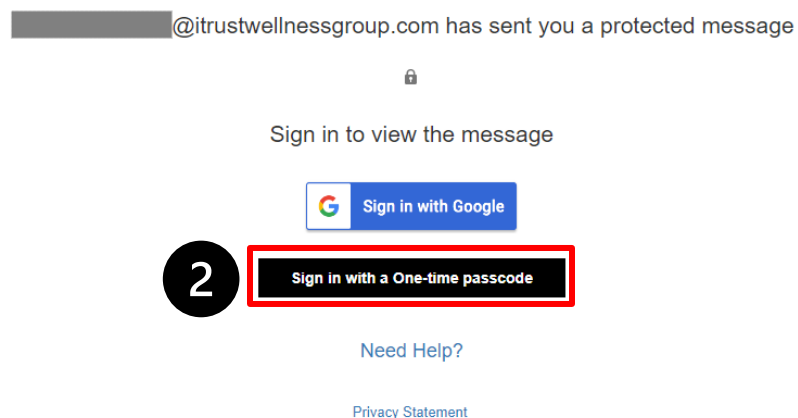 @itrustwellnessgroup.com has sent you a protected message
Sign in to view the message
Sign in with Google
2
Sign in with a One-time passcode
Need Help?
Privacy Statement